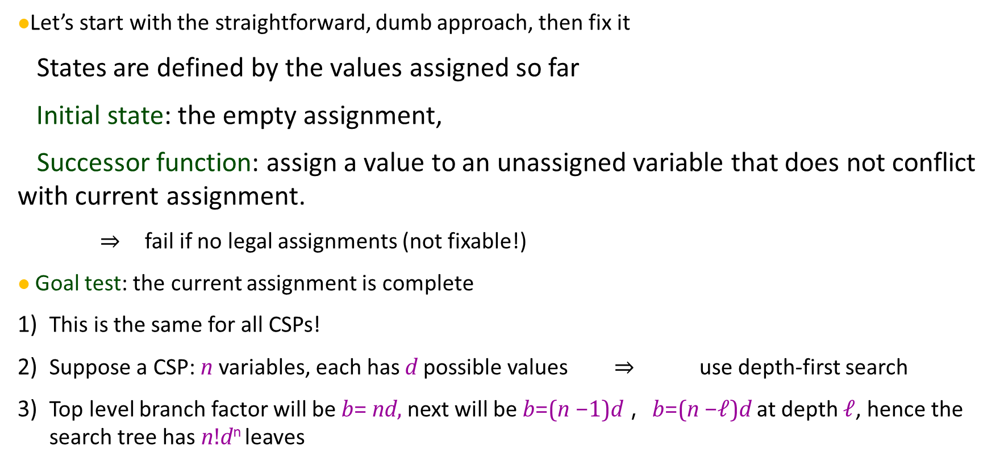 ●Let's start with the straightforward, dumb approach, then fix it
States are defined by the values assigned so far
Initial state: the empty assignment,
Successor function: assign a value to an unassigned variable that does not conflict
with current assignment.
⇒ fail if no legal assignments (not fixable!)
● Goal test: the current assignment is complete
1) This is the same for all CSPs!
2) Suppose a CSP: n variables, each has d possible values ⇒ use depth-first search
3) Top level branch factor will be b= nd, next will be b=(n −1)d , b=(n −ℓ)d at depth ℓ, hence the
search tree has n!dⁿ leaves